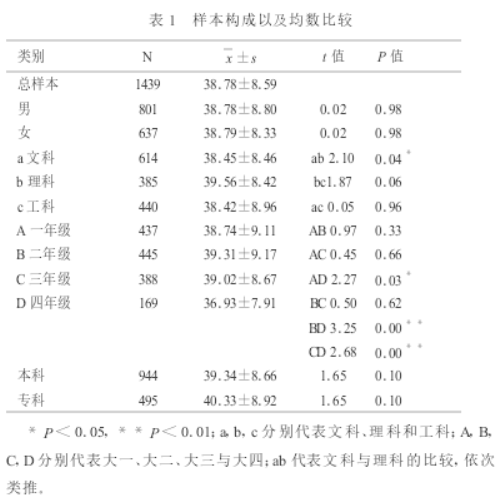 表 1 样本构成以及均数比较
类别 N x̄±s t 值 P 值
总样本 1439 38.78±8.59
男 801 38.78±8.80 0.02 0.98
女 637 38.79±8.33 0.02 0.98
a 文科 614 38.45±8.46 ab 2.10 0.04*
b 理科 385 39.56±8.42 bc1.87 0.06
c 工科 440 38.42±8.96 ac 0.05 0.96
A 一年级 437 38.74±9.11 AB 0.97 0.33
B 二年级 445 39.31±9.17 AC 0.45 0.66
C 三年级 388 39.02±8.67 AD 2.27 0.03*
D 四年级 169 36.93±7.91 BC 0.50 0.62
BD 3.25 0.00**
CD 2.68 0.00**
本科 944 39.34±8.66 1.65 0.10
专科 495 40.33±8.92 1.65 0.10
* P<0.05, ** P<0.01; a, b, c 分别代表文科、理科和工科; A, B,
C, D 分别代表大一、大二、大三与大四; ab 代表文科与理科的比较, 依次
类推。